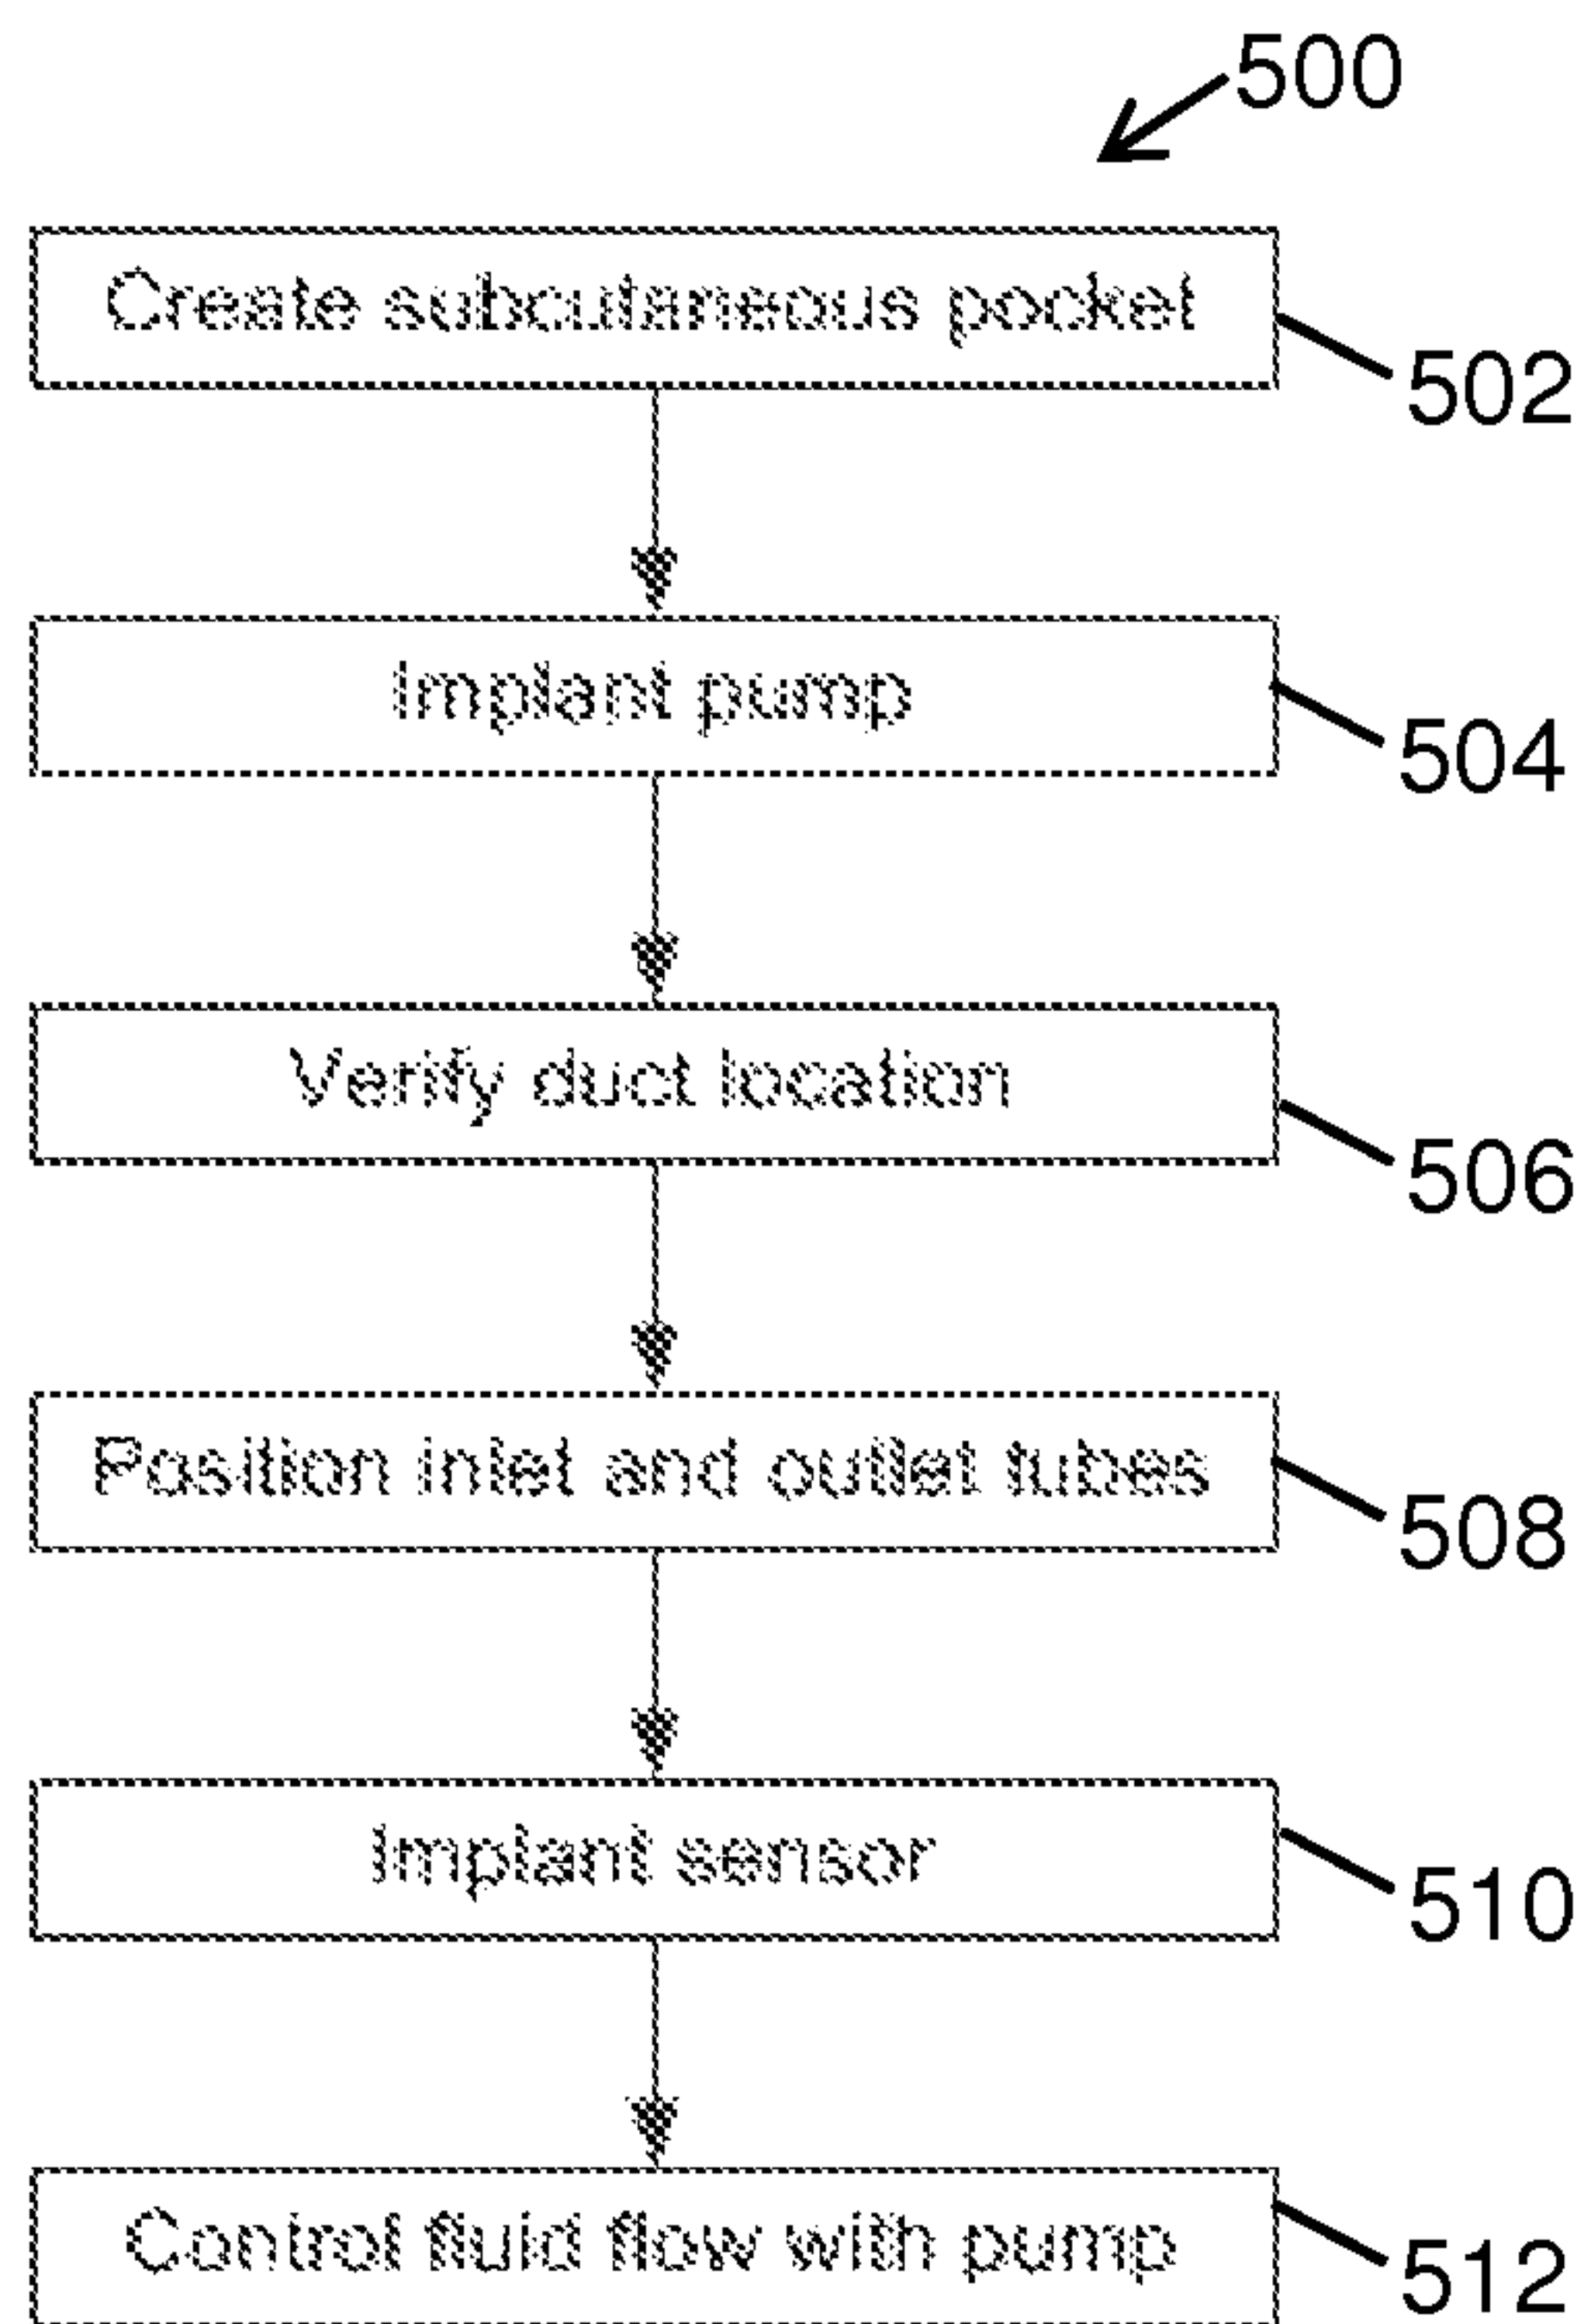 500
Create subcutaneous pocket
502
Implant pump
504
Verify duct location
506
Position inlet and outlet tubes
508
Implant sensor
510
Control fluid flow with pump
512